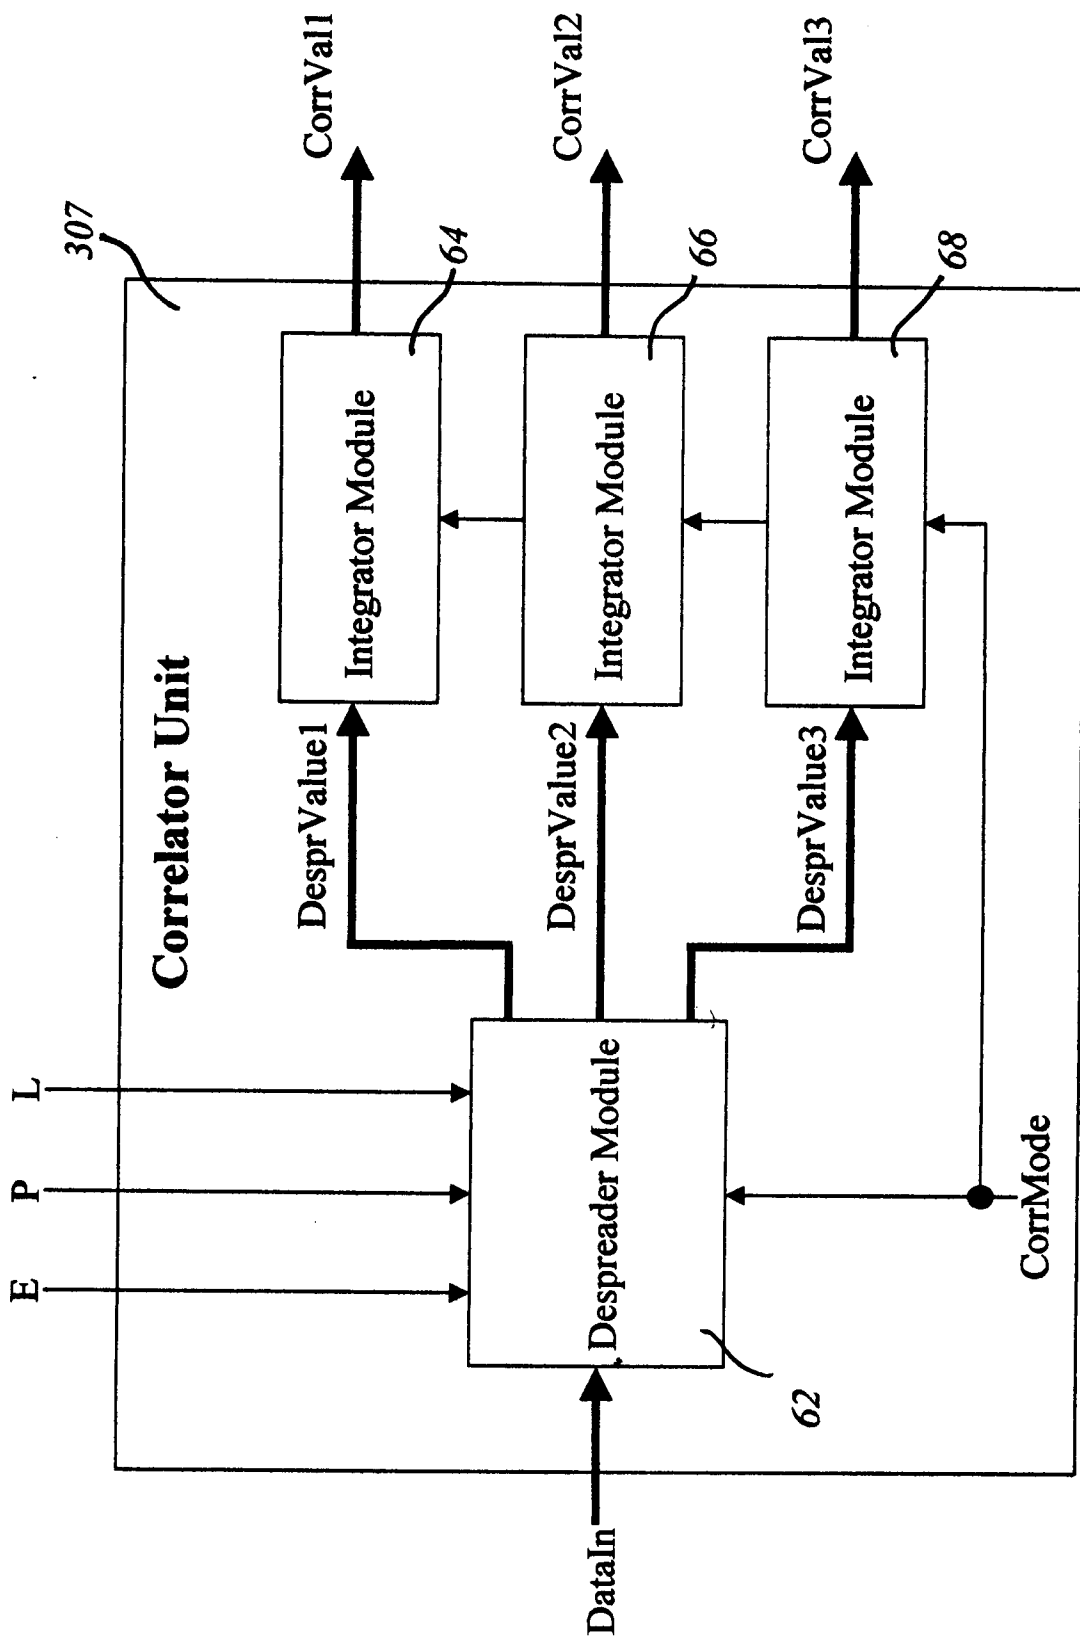 Correlator Unit
307
E
P
L
DataIn
Despreader Module
62
CorrMode
DesprValue1
DesprValue2
DesprValue3
Integrator Module
64
Integrator Module
66
Integrator Module
68
CorrVal1
CorrVal2
CorrVal3